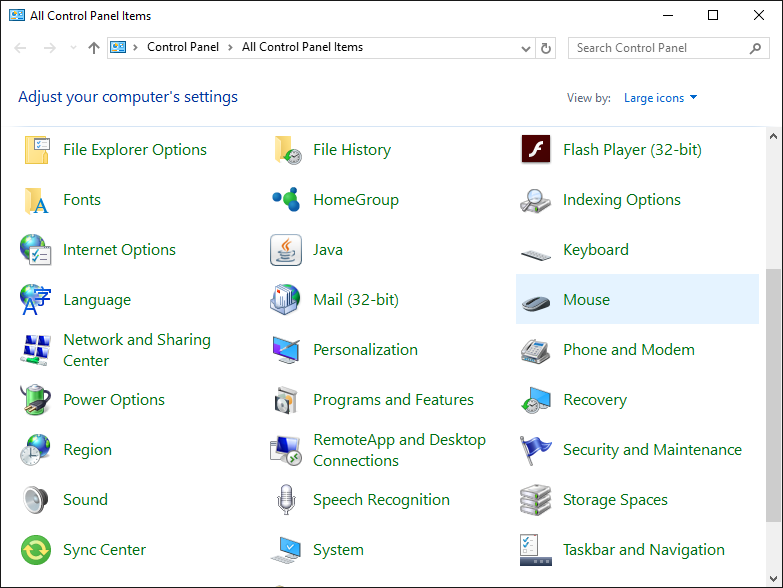 All Control Panel Items
Control Panel > All Control Panel Items
Search Control Panel
Adjust your computer's settings
View by: Large icons
File Explorer Options
File History
Flash Player (32-bit)
Fonts
HomeGroup
Indexing Options
Internet Options
Java
Keyboard
Language
Mail (32-bit)
Mouse
Network and Sharing
Center
Personalization
Phone and Modem
Power Options
Programs and Features
Recovery
Region
RemoteApp and Desktop
Connections
Security and Maintenance
Sound
Speech Recognition
Storage Spaces
Sync Center
System
Taskbar and Navigation